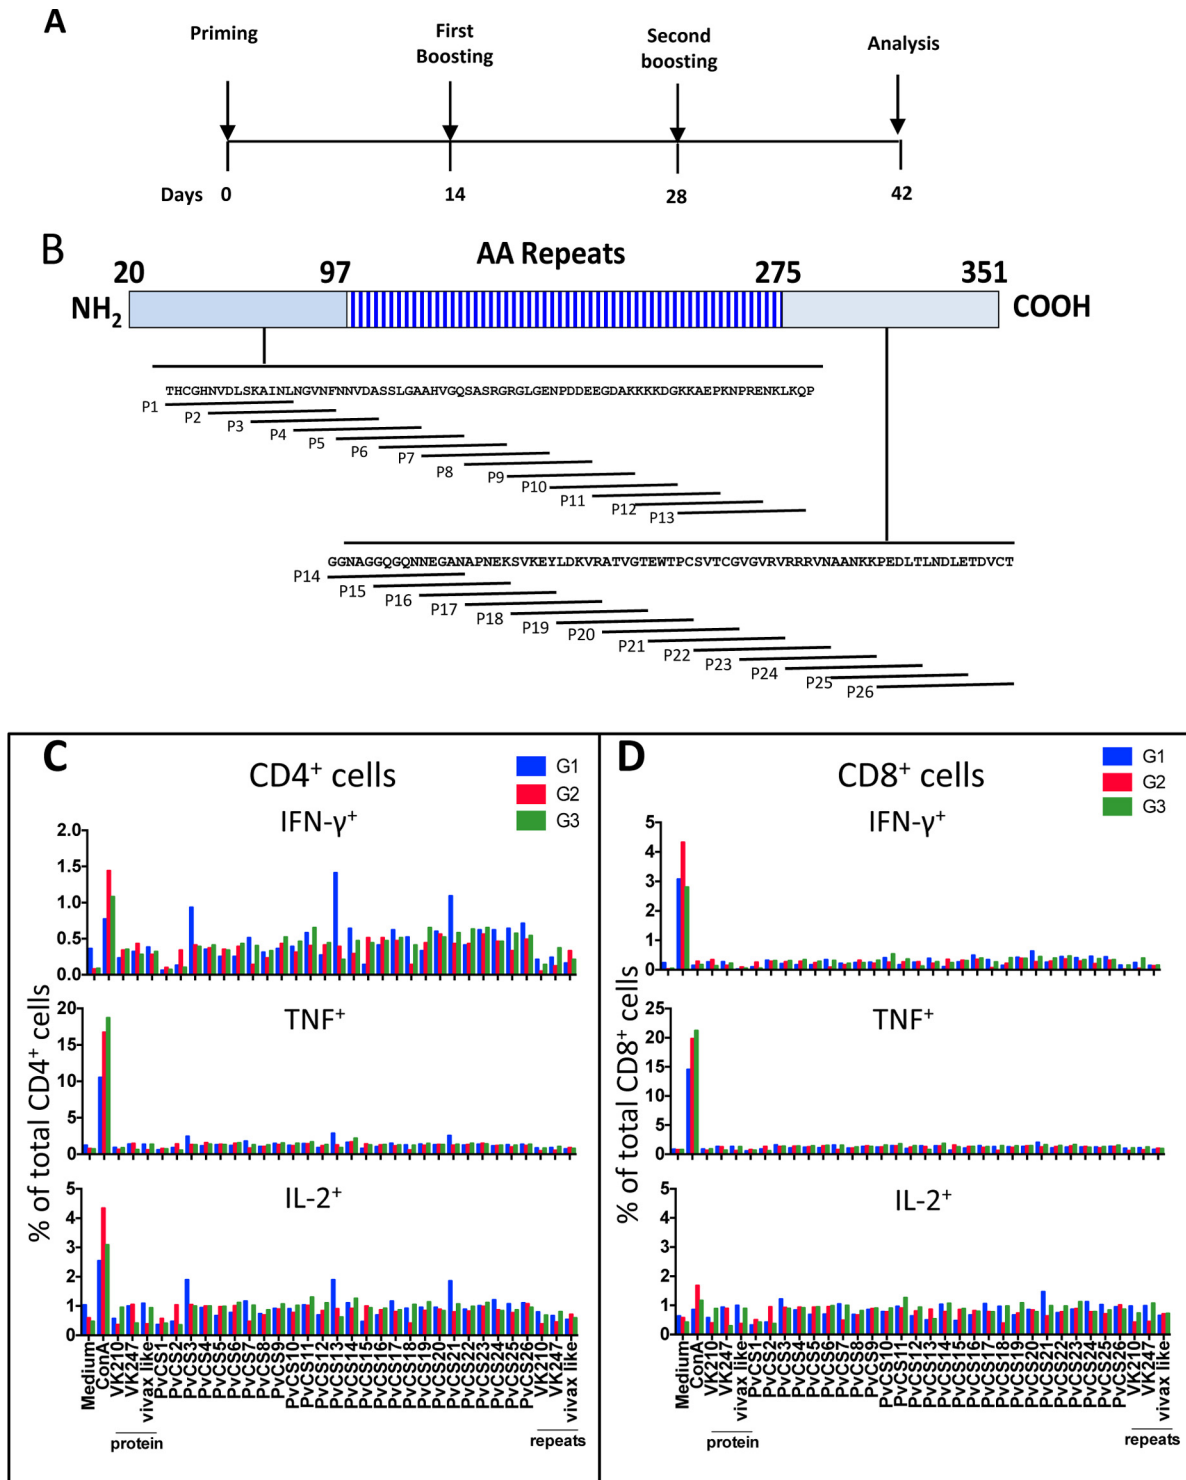 A
Priming
First
Boosting
Second
boosting
Analysis
Days 0 14 28 42
B
AA Repeats
20 97 275 351
NH2 COOH
THCGHNVDLSKAINLNGVNFNNVDASSLGAAHVGQSASRGRGLGENPDDEEGDAKKKKDGKKAEPKNPRENKLKQP
P1
P2
P3
P4
P5
P6
P7
P8
P9
P10
P11
P12
P13
GGNAGGQGQNNEGANAPNEKSVKEYLDKVRATVGTEWTPCSVTCGVGVRVRRRVNAANKKPEDLTLNDLETDVCT
P14
P15
P16
P17
P18
P19
P20
P21
P22
P23
P24
P25
P26
C
CD4+ cells
G1
G2
G3
% of total CD4+ cells
IFN-γ+
2.0
1.5
1.0
0.5
0.0
TNF+
20
15
10
5
0
IL-2+
5
4
3
2
1
0
Medium
ConA
VK210
VK247
vivax like
PvCS1
PvCS2
PvCS3
PvCS4
PvCS5
PvCS6
PvCS7
PvCS8
PvCS9
PvCS10
PvCS11
PvCS12
PvCS13
PvCS14
PvCS15
PvCS16
PvCS17
PvCS18
PvCS19
PvCS20
PvCS21
PvCS22
PvCS23
PvCS24
PvCS25
PvCS26
VK210
VK247
vivax like
protein
repeats
D
CD8+ cells
G1
G2
G3
% of total CD8+ cells
IFN-γ+
5
4
3
2
1
0
TNF+
25
20
15
10
5
0
IL-2+
5
4
3
2
1
0
Medium
ConA
VK210
VK247
vivax like
PvCS1
PvCS2
PvCS3
PvCS4
PvCS5
PvCS6
PvCS7
PvCS8
PvCS9
PvCS10
PvCS11
PvCS12
PvCS13
PvCS14
PvCS15
PvCS16
PvCS17
PvCS18
PvCS19
PvCS20
PvCS21
PvCS22
PvCS23
PvCS24
PvCS25
PvCS26
VK210
VK247
vivax like
protein
repeats